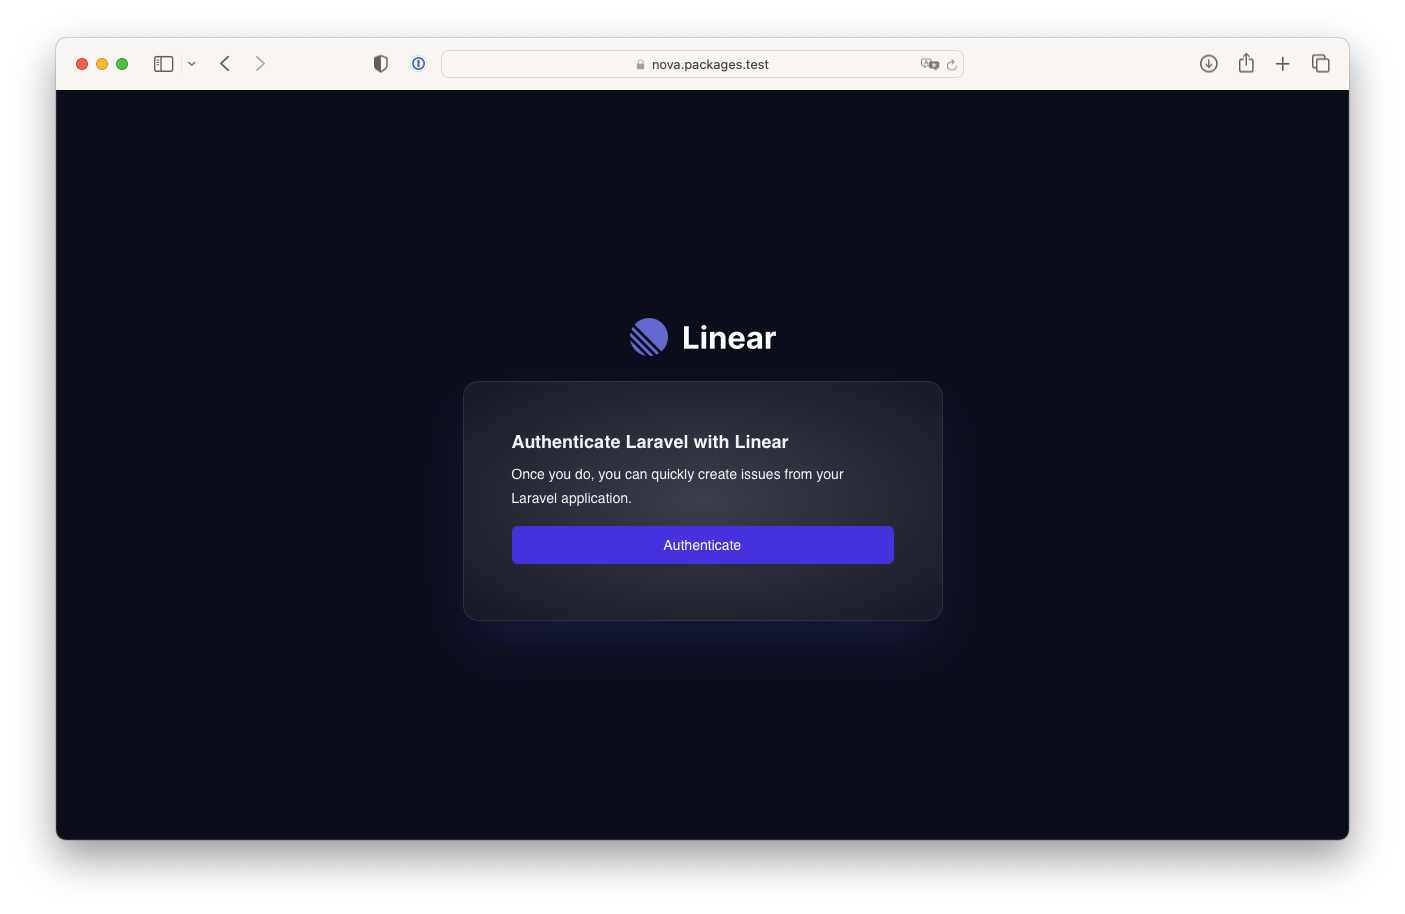 nova.packages.test
Linear
Authenticate Laravel with Linear
Once you do, you can quickly create issues from your
Laravel application.
Authenticate